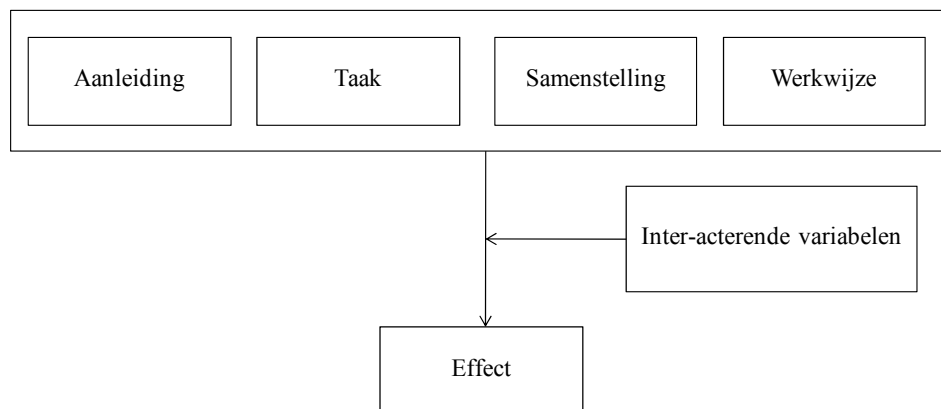 Aanleiding
Taak
Samenstelling
Werkwijze
Inter-acterende variabelen
Effect